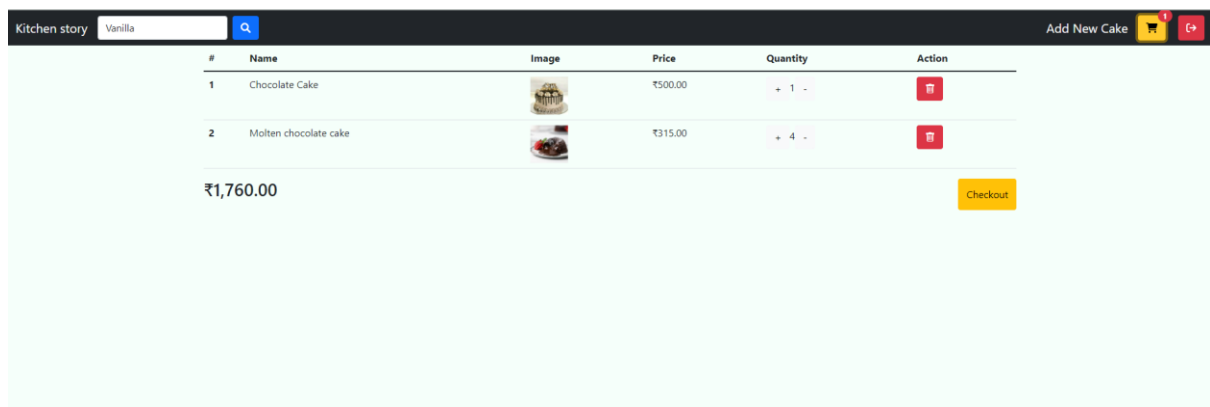 Kitchen story Vanilla Add New Cake 1
# Name Image Price Quantity Action
1 Chocolate Cake ₹500.00 + 1 -
2 Molten chocolate cake ₹315.00 + 4 -
₹1,760.00 Checkout